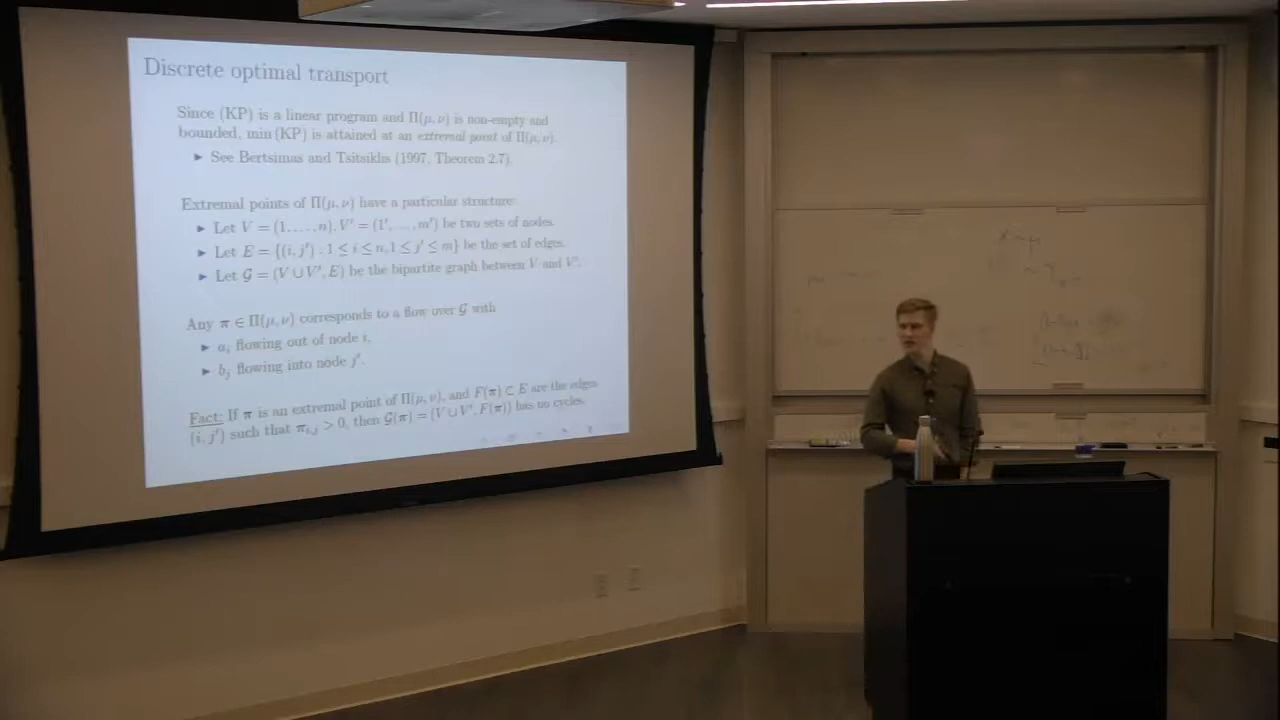 Discrete optimal transport
Since (KP) is a linear program and Π(μ, ν) is non-empty and
bounded, min (KP) is attained at an extremal point of Π(μ, ν).
▶ See Bertsimas and Tsitsiklis (1997, Theorem 2.7).
Extremal points of Π(μ, ν) have a particular structure:
▶ Let V = (1, . . . , n), V' = (1', . . . , m') be two sets of nodes.
▶ Let E = {(i, j') : 1 ≤ i ≤ n, 1 ≤ j' ≤ m} be the set of edges.
▶ Let 𝒢 = (V ∪ V', E) be the bipartite graph between V and V'.
Any π ∈ Π(μ, ν) corresponds to a flow over 𝒢 with
▶ a_i flowing out of node i,
▶ b_j flowing into node j'.
Fact: If π is an extremal point of Π(μ, ν), and F(π) ⊂ E are the edges
(i, j') such that π_{i,j} > 0, then 𝒢(π) = (V ∪ V', F(π)) has no cycles.